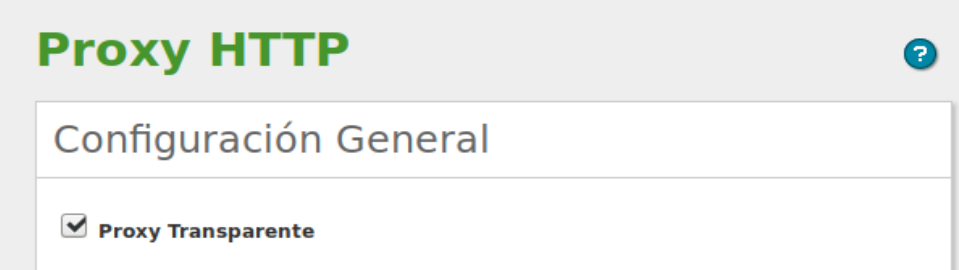 Proxy HTTP
?
Configuración General
Proxy Transparente